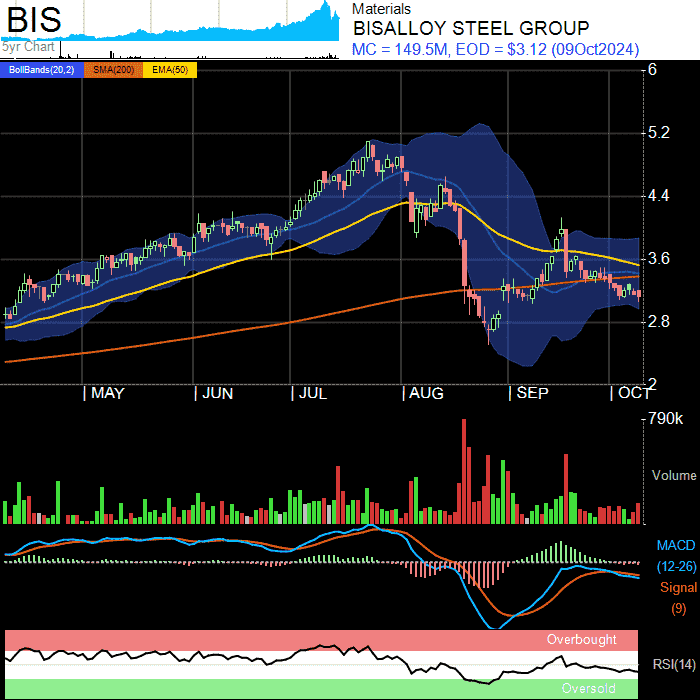 BIS
5yr Chart
Materials
BISALLOY STEEL GROUP
MC = 149.5M, EOD = $3.12 (09Oct2024)
BollBands(20,2) SMA(200) EMA(50)
6
5.2
4.4
3.6
2.8
2
MAY JUN JUL AUG SEP OCT
790k
Volume
MACD
(12-26)
Signal
(9)
Overbought
RSI(14)
Oversold